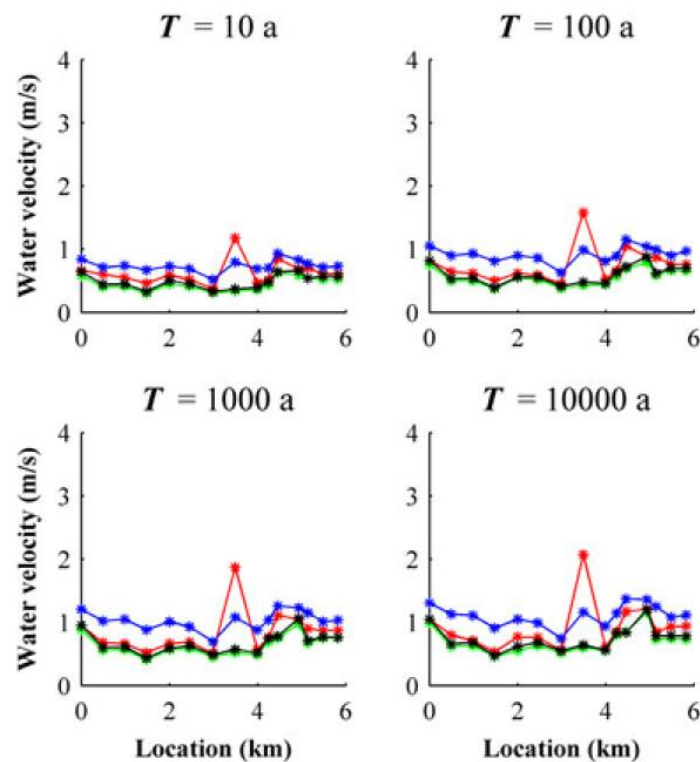 T = 10 a
T = 100 a
Water velocity (m/s)
4
3
2
1
0
0 2 4 6
4
3
2
1
0
0 2 4 6
T = 1000 a
T = 10000 a
Water velocity (m/s)
4
3
2
1
0
0 2 4 6
Location (km)
4
3
2
1
0
0 2 4 6
Location (km)